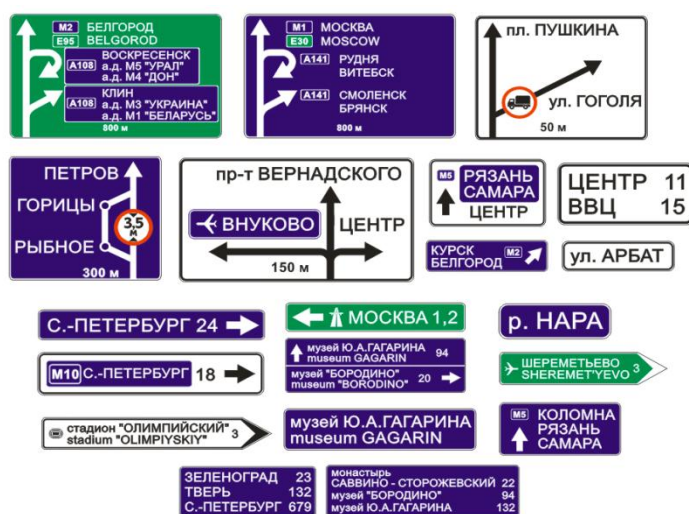 M2 БЕЛГОРОД
E95 BELGOROD
ВОСКРЕСЕНСК
A108 а.д. М5 "УРАЛ"
а.д. М4 "ДОН"
КЛИН
A108 а.д. М3 "УКРАИНА"
а.д. М1 "БЕЛАРУСЬ"
800 м
M1 МОСКВА
E30 MOSCOW
A141 РУДНЯ
ВИТЕБСК
A141 СМОЛЕНСК
БРЯНСК
800 м
пл. ПУШКИНА
ул. ГОГОЛЯ
50 м
ПЕТРОВ
ГОРИЦЫ
3,5
м
РЫБНОЕ
300 м
пр-т ВЕРНАДСКОГО
ВНУКОВО
ЦЕНТР
150 м
M5 РЯЗАНЬ
САМАРА
ЦЕНТР
ЦЕНТР 11
ВВЦ 15
КУРСК
БЕЛГОРОД M2
ул. АРБАТ
С.-ПЕТЕРБУРГ 24
МОСКВА 1,2
р. НАРА
M10 С.-ПЕТЕРБУРГ 18
музей Ю.А.ГАГАРИНА 94
museum GAGARIN
музей "БОРОДИНО" 20
museum "BORODINO"
ШЕРЕМЕТЬЕВО 3
SHEREMET'YEVO
стадион "ОЛИМПИЙСКИЙ" 3
stadium "OLIMPIYSKIY"
музей Ю.А.ГАГАРИНА
museum GAGARIN
M5 КОЛОМНА
РЯЗАНЬ
САМАРА
ЗЕЛЕНОГРАД 23
ТВЕРЬ 132
С.-ПЕТЕРБУРГ 679
монастырь
САВВИНО - СТОРОЖЕВСКИЙ 22
музей "БОРОДИНО" 94
музей Ю.А.ГАГАРИНА 132